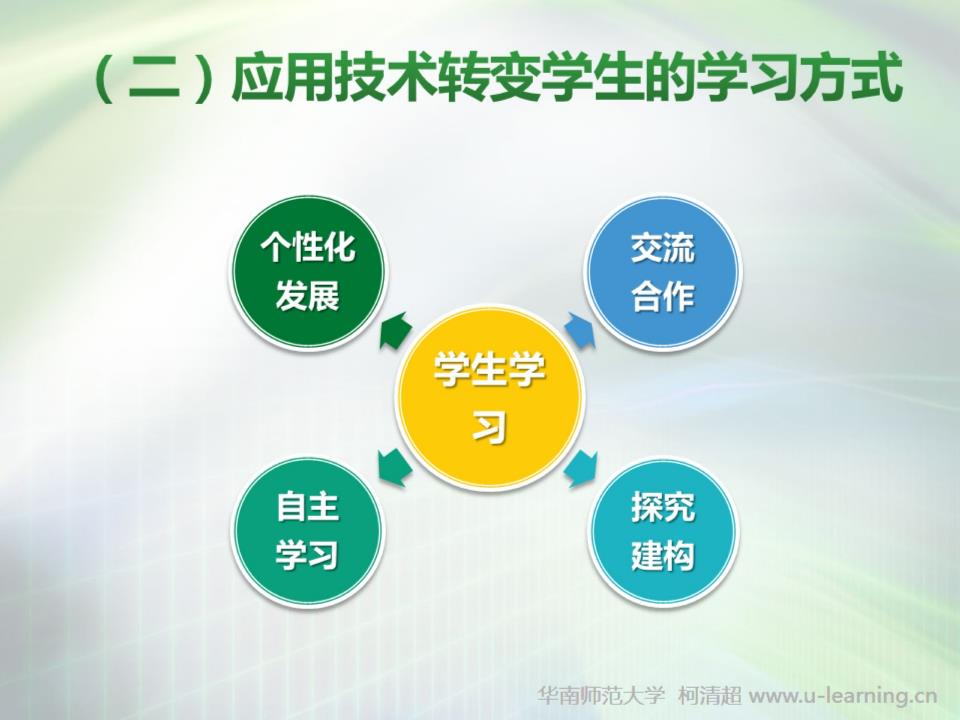 （二）应用技术转变学生的学习方式
个性化
发展
交流
合作
学生学
习
自主
学习
探究
建构
华南师范大学 柯清超 www.u-learning.cn